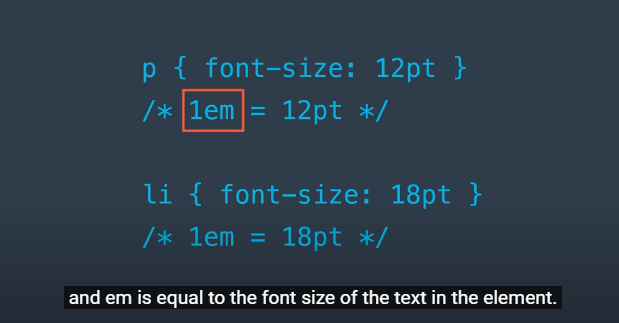 p { font-size: 12pt }
/* 1em = 12pt */
li { font-size: 18pt }
/* 1em = 18pt */
and em is equal to the font size of the text in the element.